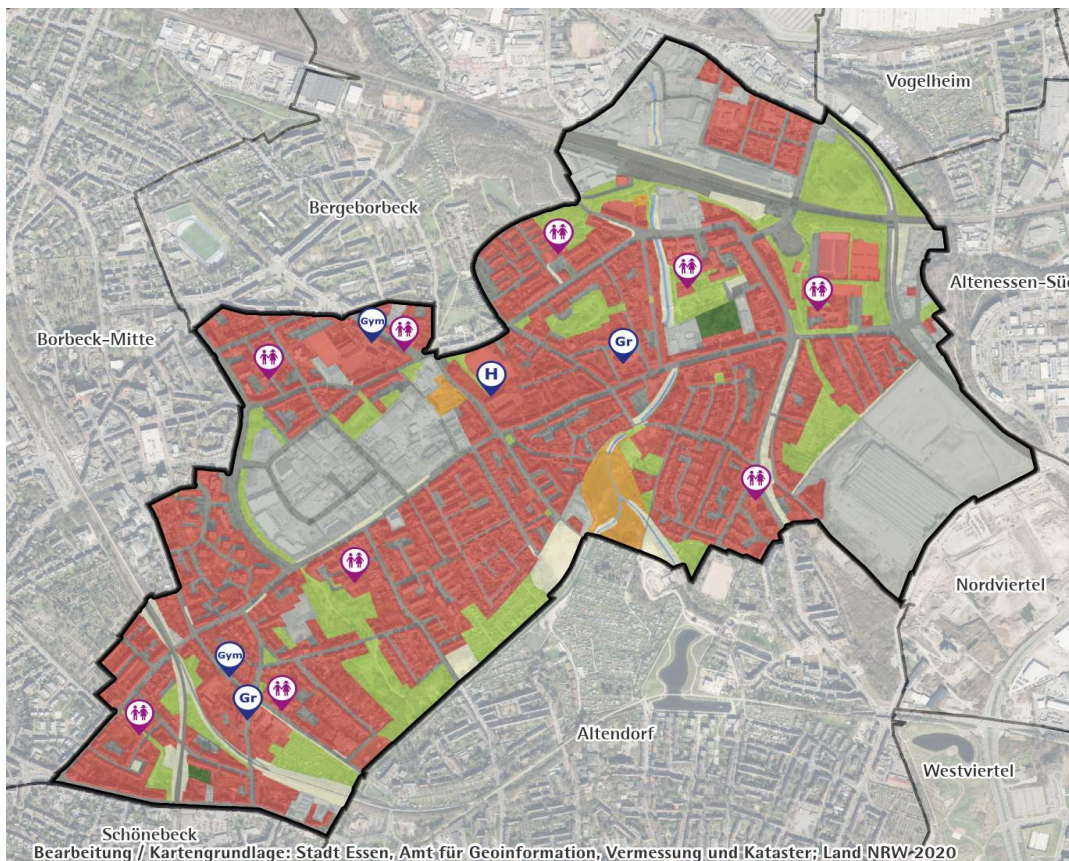 Vogelheim
Bergeborbeck
Altenessen-Süd
Borbeck-Mitte
Gym
Gr
H
Nordviertel
Gym
Gr
Altendorf
Westviertel
Schönebeck
Bearbeitung / Kartengrundlage: Stadt Essen, Amt für Geoinformation, Vermessung und Kataster; Land NRW 2020